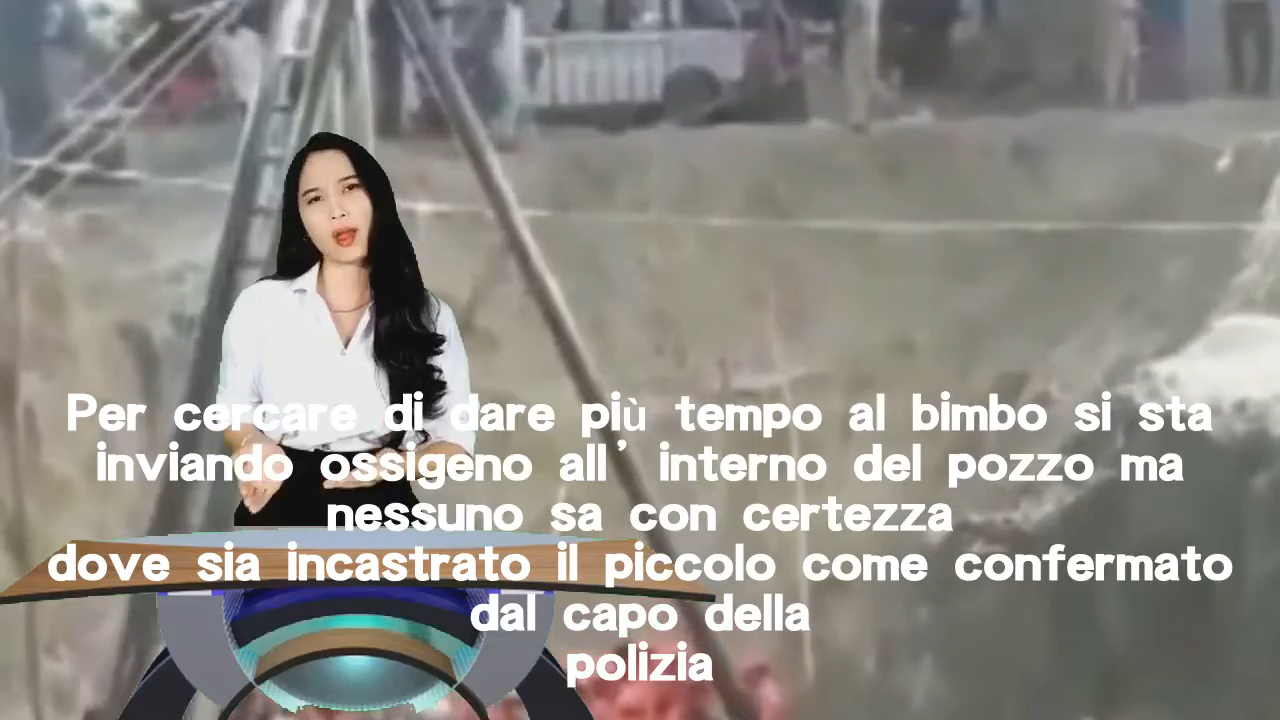 Per cercare di dare più tempo al bimbo si sta
inviando ossigeno all’interno del pozzo ma
nessuno sa con certezza
dove sia incastrato il piccolo come confermato
dal capo della
polizia